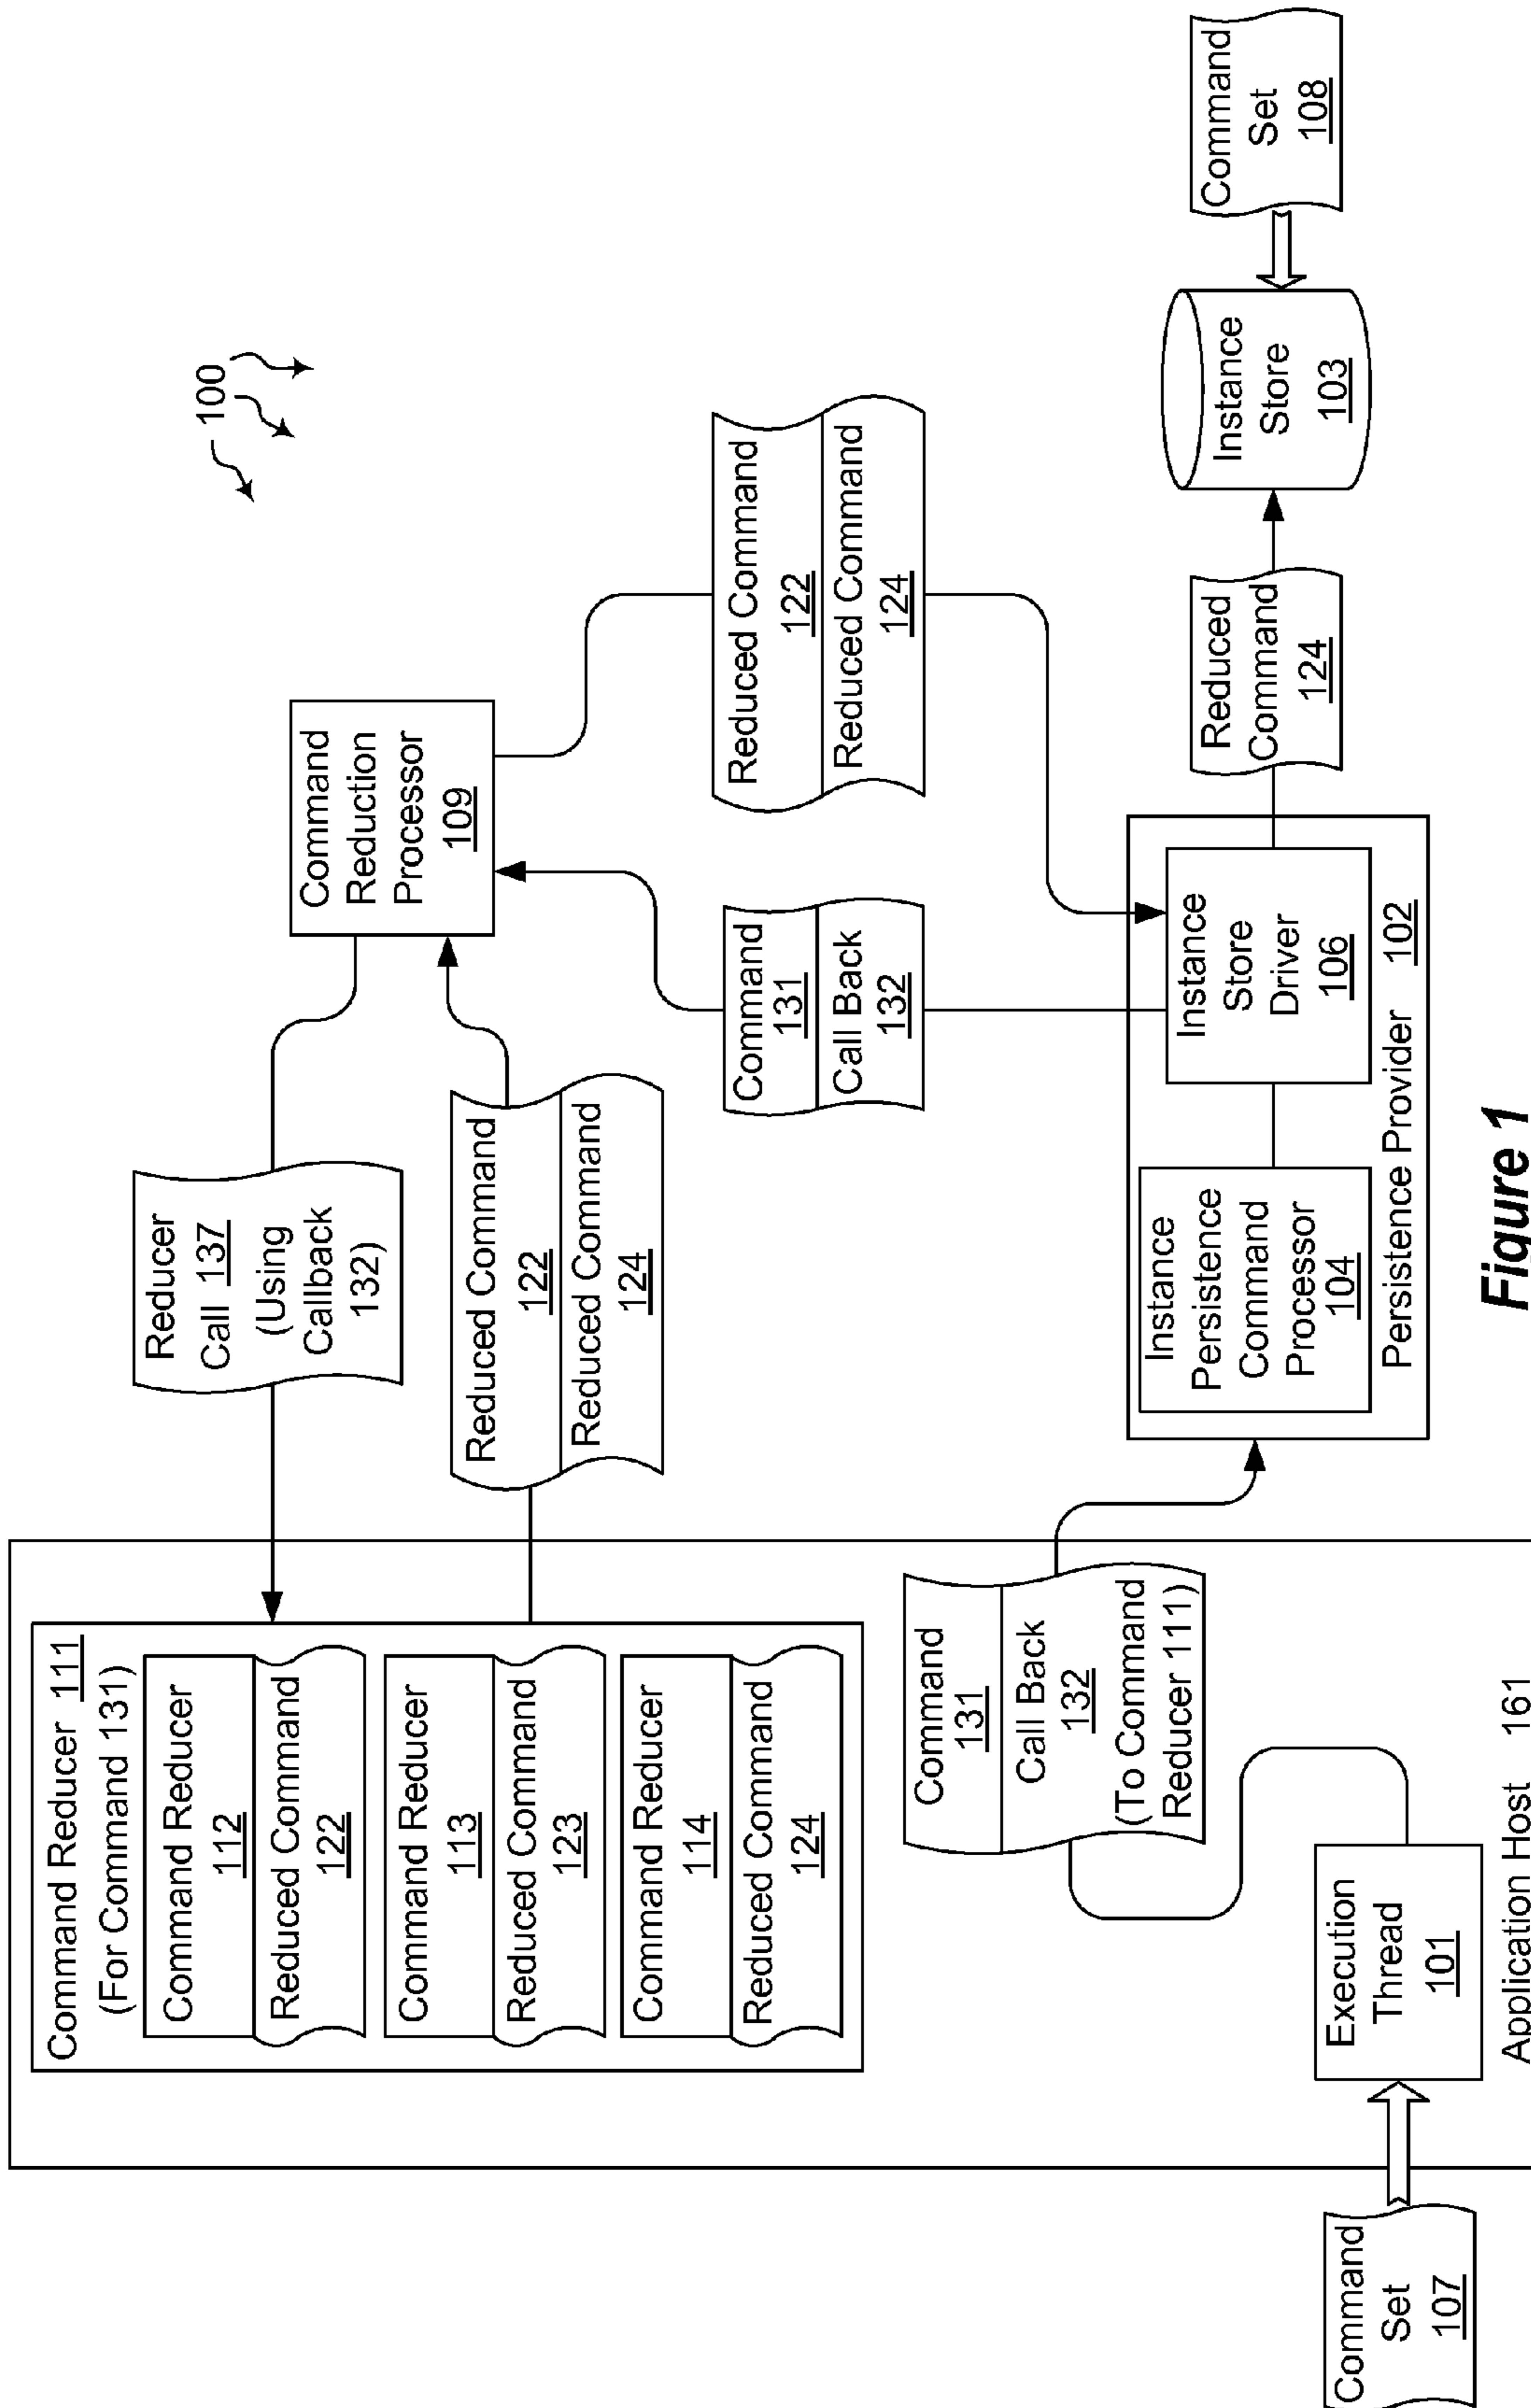 100
Command Reducer 111
(For Command 131)
Command Reducer
112
Reduced Command
122
Command Reducer
113
Reduced Command
123
Command Reducer
114
Reduced Command
124
Reducer
Call 137
(Using
Callback
132)
Reduced Command
122
Reduced Command
124
Command
Reduction
Processor
109
Command
131
Call Back
132
Reduced Command
122
Reduced Command
124
Command
131
Call Back
132
(To Command
Reducer 111)
Command
Set
107
Execution
Thread
101
Application Host 161
Instance
Persistence
Command
Processor
104
Instance
Store
Driver
106
Persistence Provider 102
Reduced
Command
124
Instance
Store
103
Command
Set
108
Figure 1